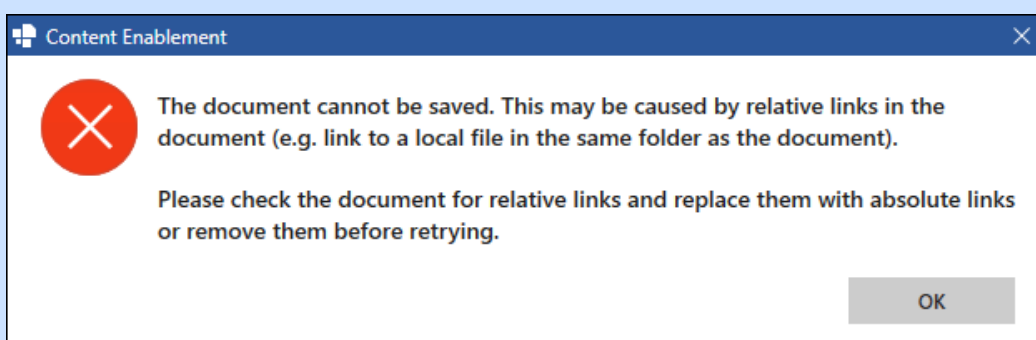 Content Enablement
The document cannot be saved. This may be caused by relative links in the
document (e.g. link to a local file in the same folder as the document).
Please check the document for relative links and replace them with absolute links
or remove them before retrying.
OK